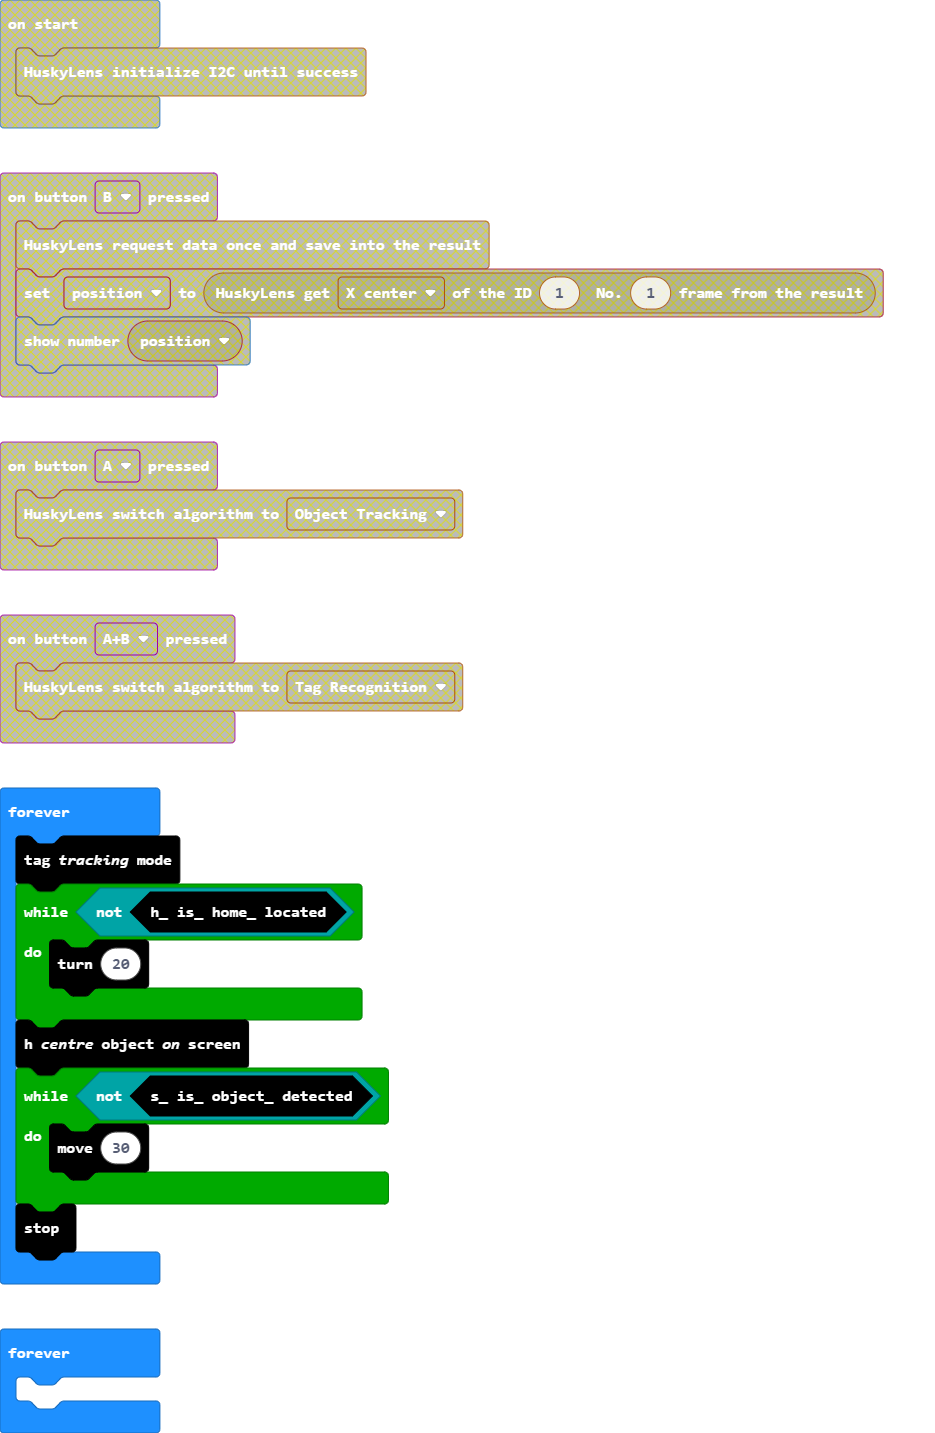 on start
HuskyLens initialize I2C until success
on button B pressed
HuskyLens request data once and save into the result
set position to HuskyLens get X center of the ID 1 No. 1 frame from the result
show number position
on button A pressed
HuskyLens switch algorithm to Object Tracking
on button A+B pressed
HuskyLens switch algorithm to Tag Recognition
forever
tag tracking mode
while not h_ is_ home_ located
do turn 20
h centre object on screen
while not s_ is_ object_ detected
do move 30
stop
forever